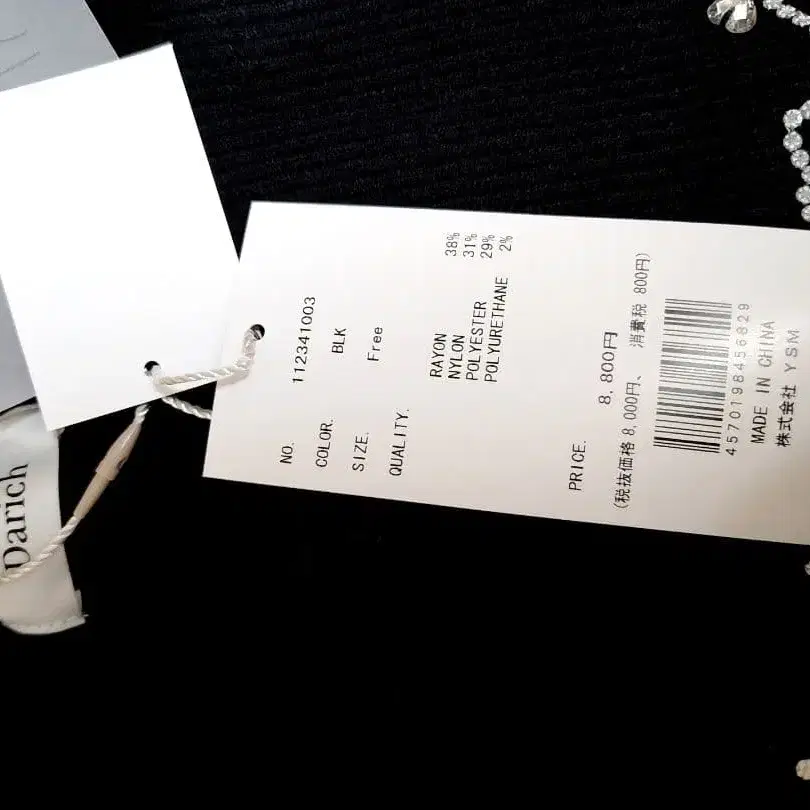 Darich
NO. 112341003
COLOR. BLK
SIZE. Free
QUALITY.
RAYON 38%
NYLON 31%
POLYESTER 29%
POLYURETHANE 2%
PRICE. 8,800円
(税抜価格 8,000円、 消費税 800円)
4570198456829
MADE IN CHINA
株式会社 YSM